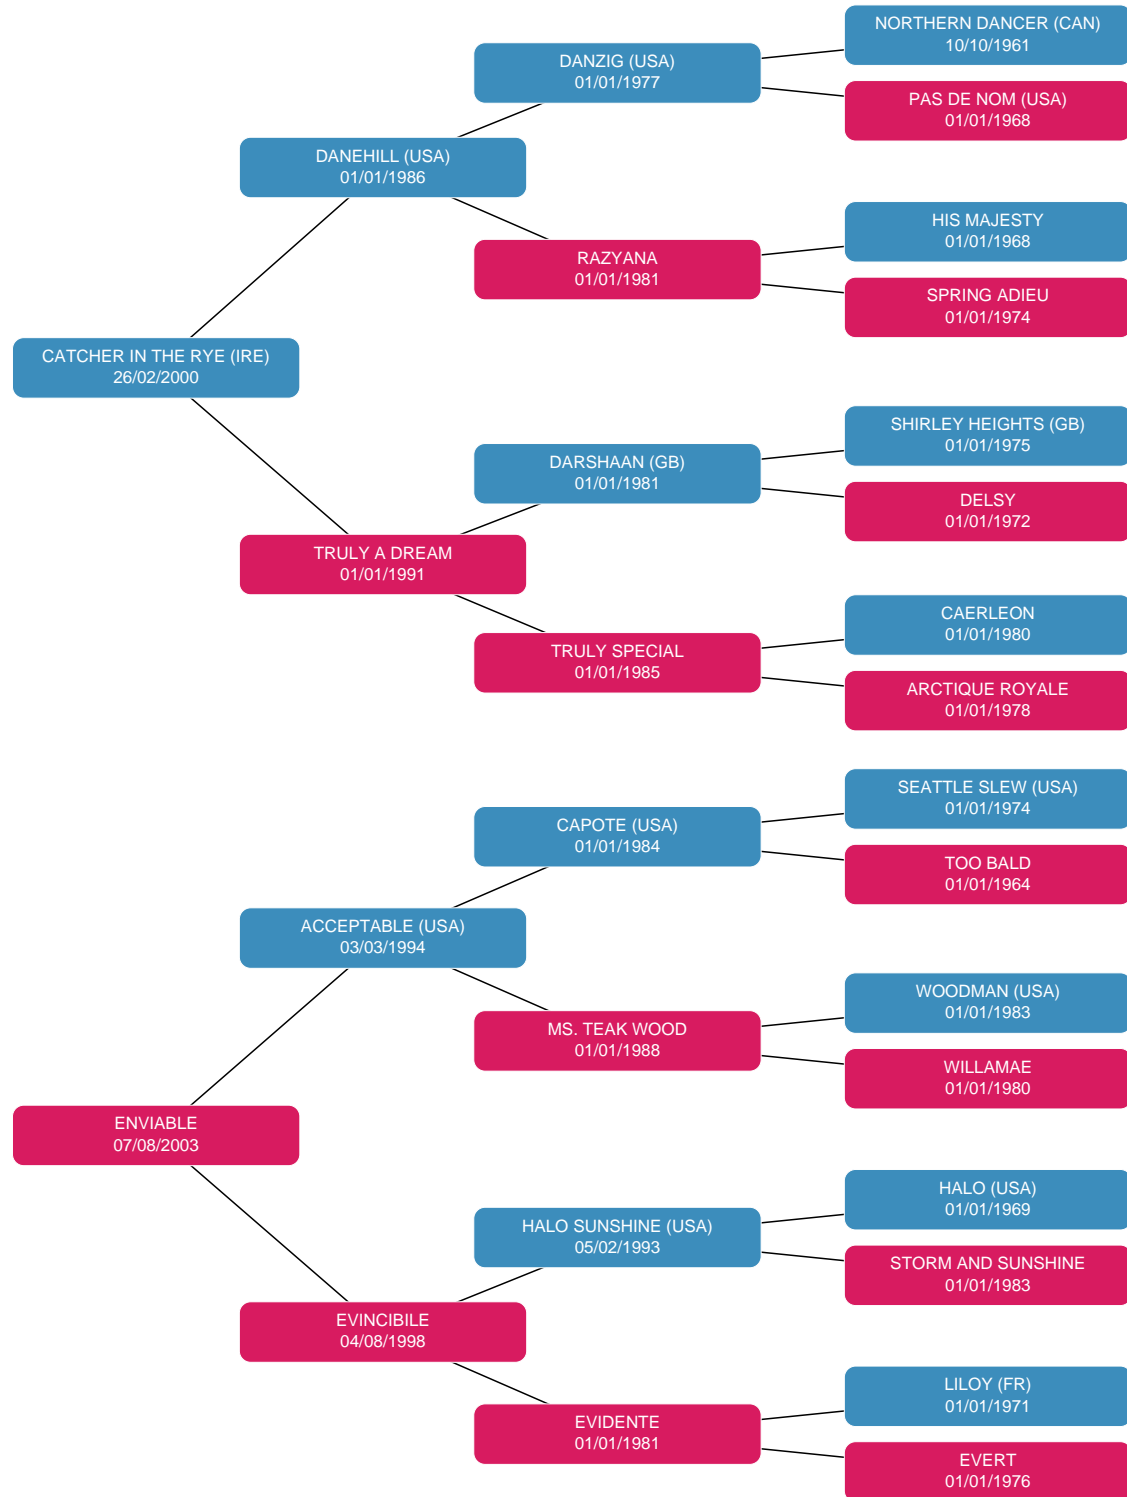 NORTHERN DANCER (CAN)
10/10/1961
DANZIG (USA)
01/01/1977
PAS DE NOM (USA)
01/01/1968
DANEHILL (USA)
01/01/1986
HIS MAJESTY
01/01/1968
RAZYANA
01/01/1981
SPRING ADIEU
01/01/1974
CATCHER IN THE RYE (IRE)
26/02/2000
SHIRLEY HEIGHTS (GB)
01/01/1975
DARSHAAN (GB)
01/01/1981
DELSY
01/01/1972
TRULY A DREAM
01/01/1991
CAERLEON
01/01/1980
TRULY SPECIAL
01/01/1985
ARCTIQUE ROYALE
01/01/1978
SEATTLE SLEW (USA)
01/01/1974
CAPOTE (USA)
01/01/1984
TOO BALD
01/01/1964
ACCEPTABLE (USA)
03/03/1994
WOODMAN (USA)
01/01/1983
MS. TEAK WOOD
01/01/1988
WILLAMAE
01/01/1980
ENVIABLE
07/08/2003
HALO (USA)
01/01/1969
HALO SUNSHINE (USA)
05/02/1993
STORM AND SUNSHINE
01/01/1983
EVINCIBILE
04/08/1998
LILOY (FR)
01/01/1971
EVIDENTE
01/01/1981
EVERT
01/01/1976